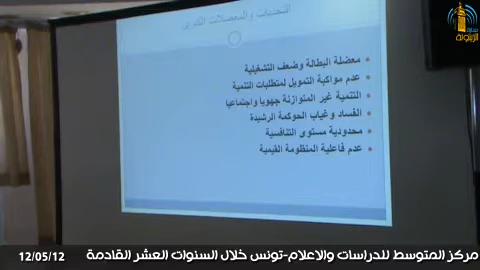 التحديات والمعضلات الكبرى
معضلة البطالة وضعف التشغيلية
عدم مواكبة التمويل لمتطلبات التنمية
التنمية غير المتوازنة جهويا واجتماعيا
الفساد وغياب الحوكمة الرشيدة
محدودية مستوى التنافسية
عدم فاعلية المنظومة القيمية
مركز المتوسط للدراسات والاعلام-تونس خلال السنوات العشر القادمة
12/05/12
الزيتونة